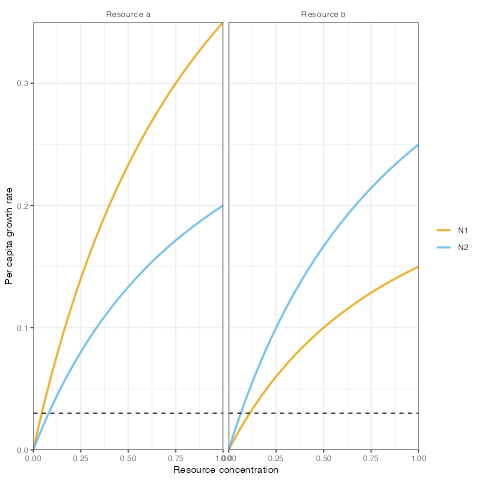 Resource a
Resource b
Per capita growth rate
0.3
0.2
0.1
0.0
0.00 0.25 0.50 0.75 1.00
0.00 0.25 0.50 0.75 1.00
Resource concentration
N1
N2